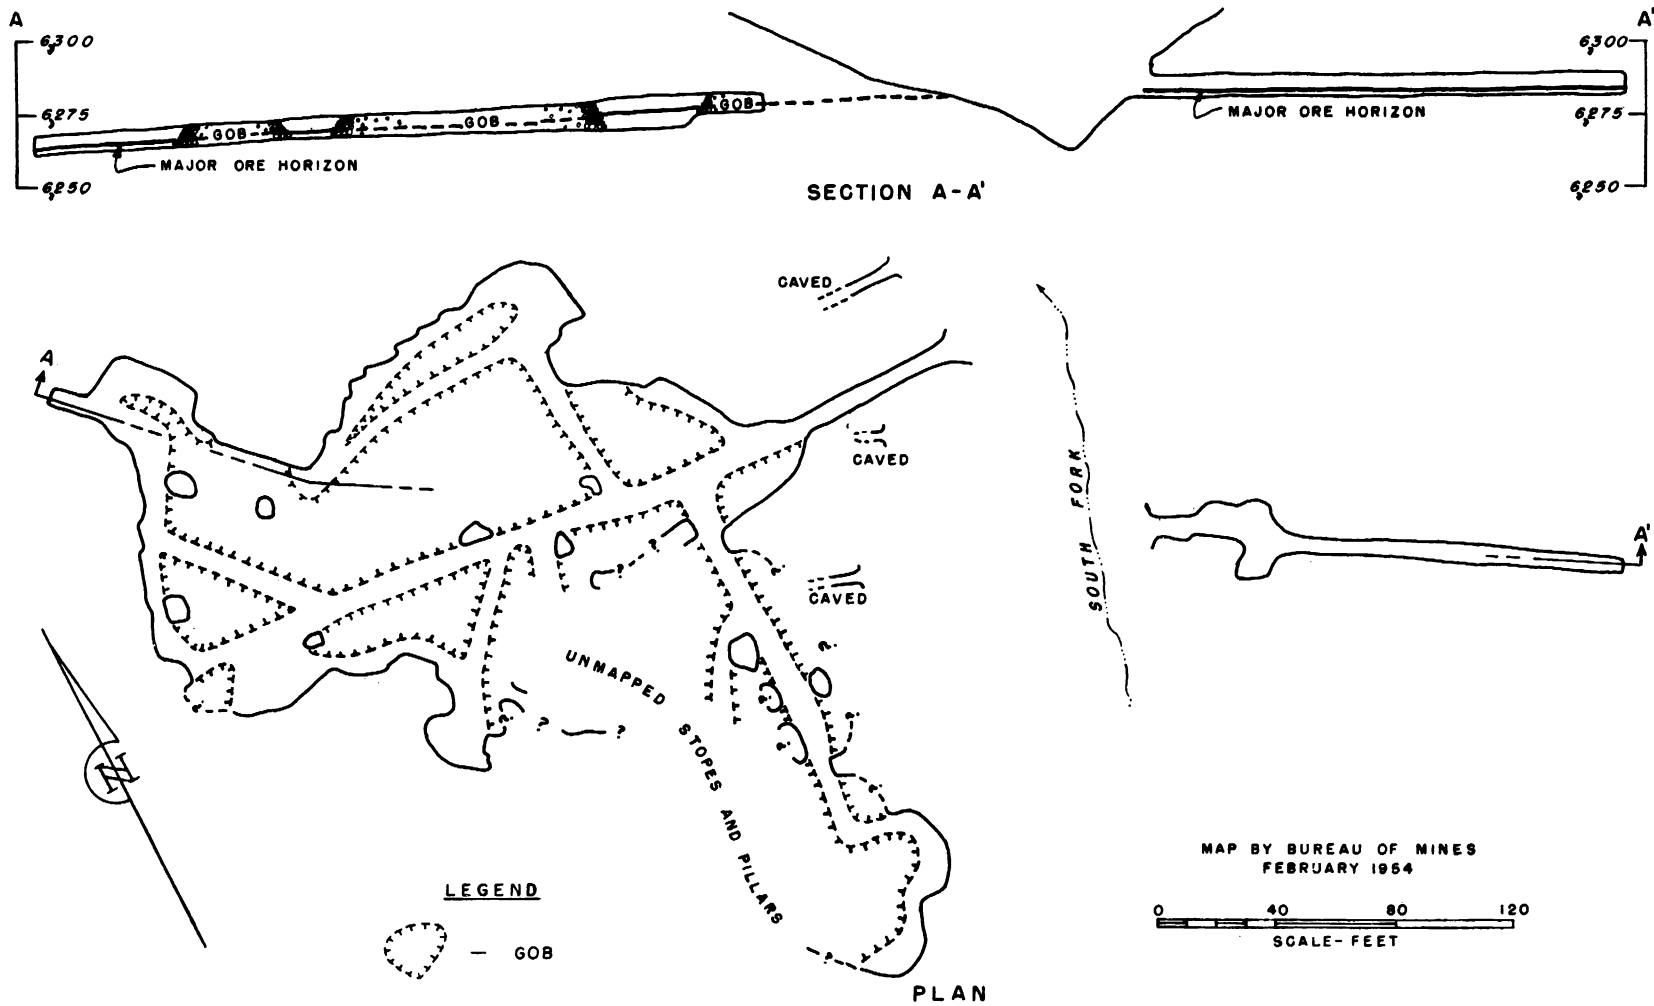 A
A'
6,300
6,300
6,275
GOB
GOB
GOB
6,275
MAJOR ORE HORIZON
MAJOR ORE HORIZON
6,250
6,250
SECTION A-A'
CAVED
A
CAVED
SOUTH FORK
A'
CAVED
UNMAPPED STOPES AND PILLARS
?
?
?
?
?
?
?
?
?
?
?
?
?
N
MAP BY BUREAU OF MINES
FEBRUARY 1954
LEGEND
— GOB
0 40 80 120
SCALE-FEET
PLAN